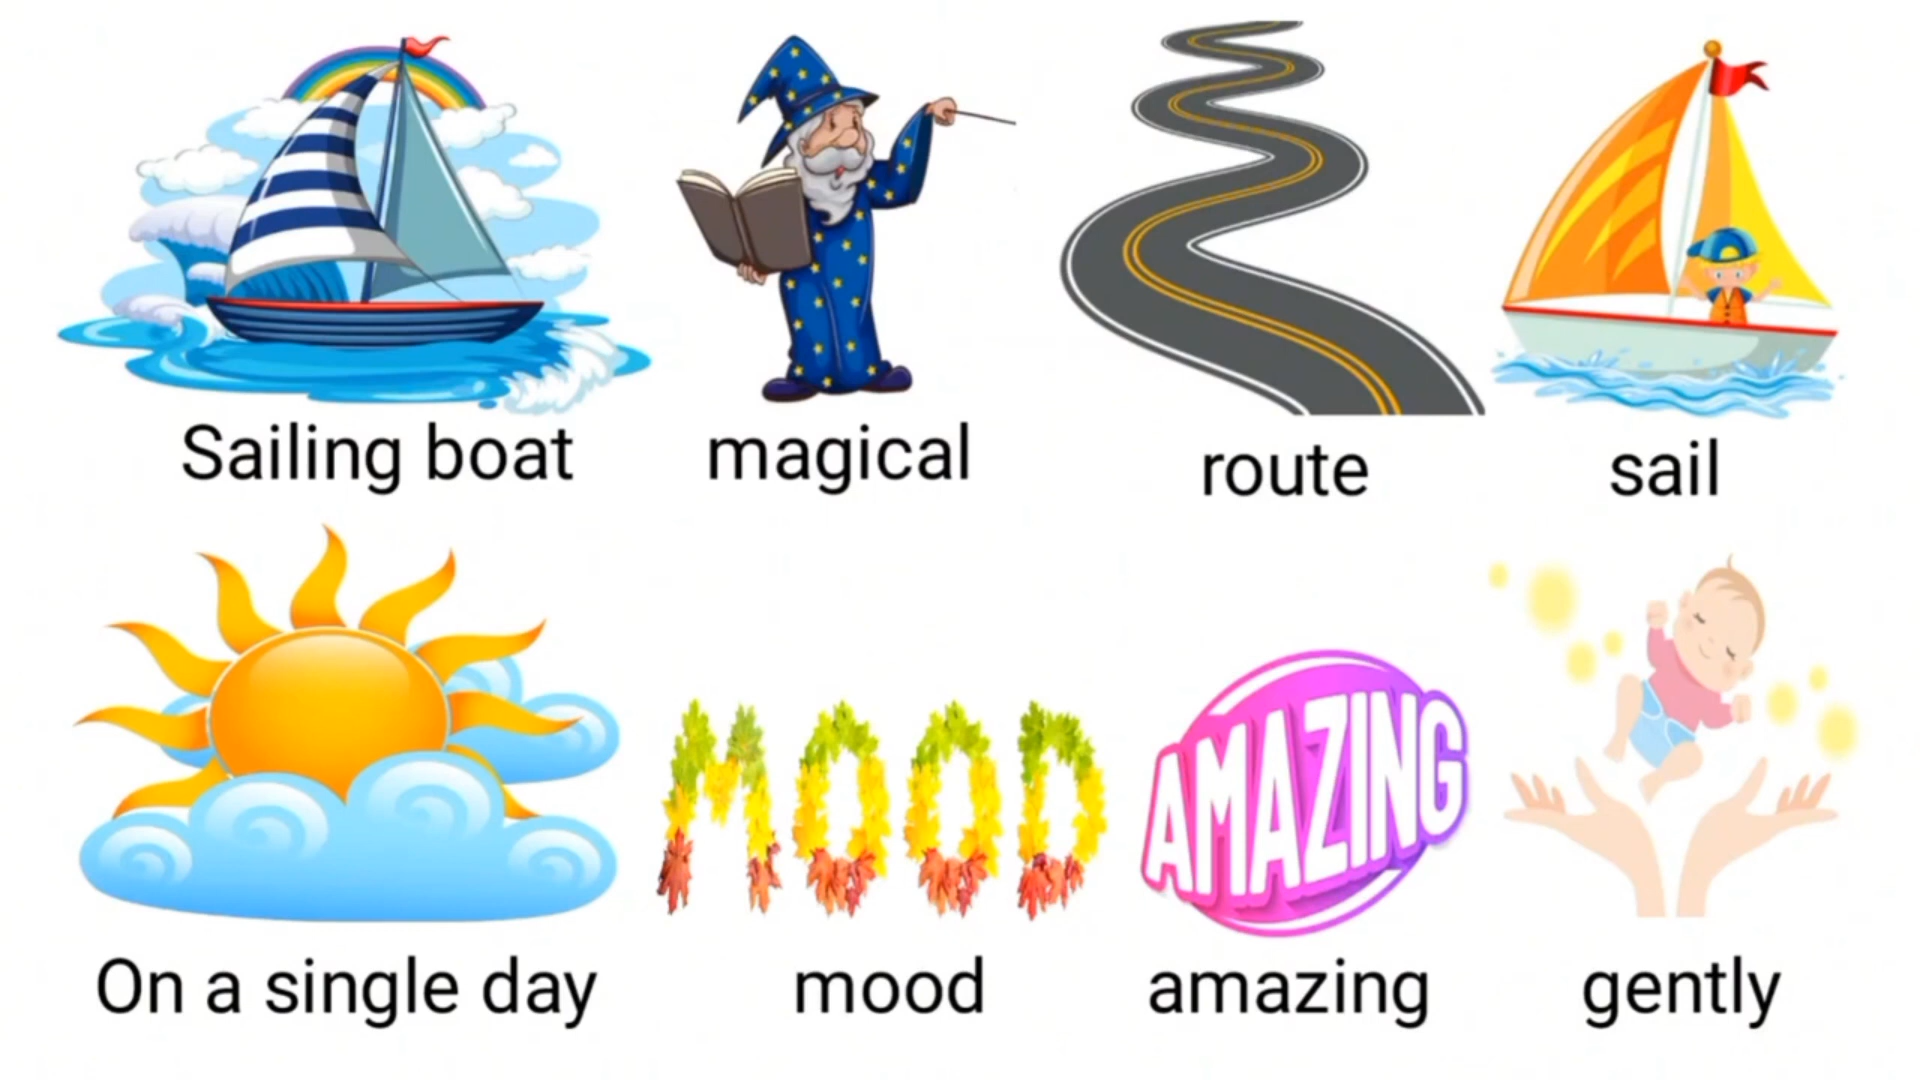 Sailing boat
magical
route
sail
MOOD
AMAZING
On a single day
mood
amazing
gently